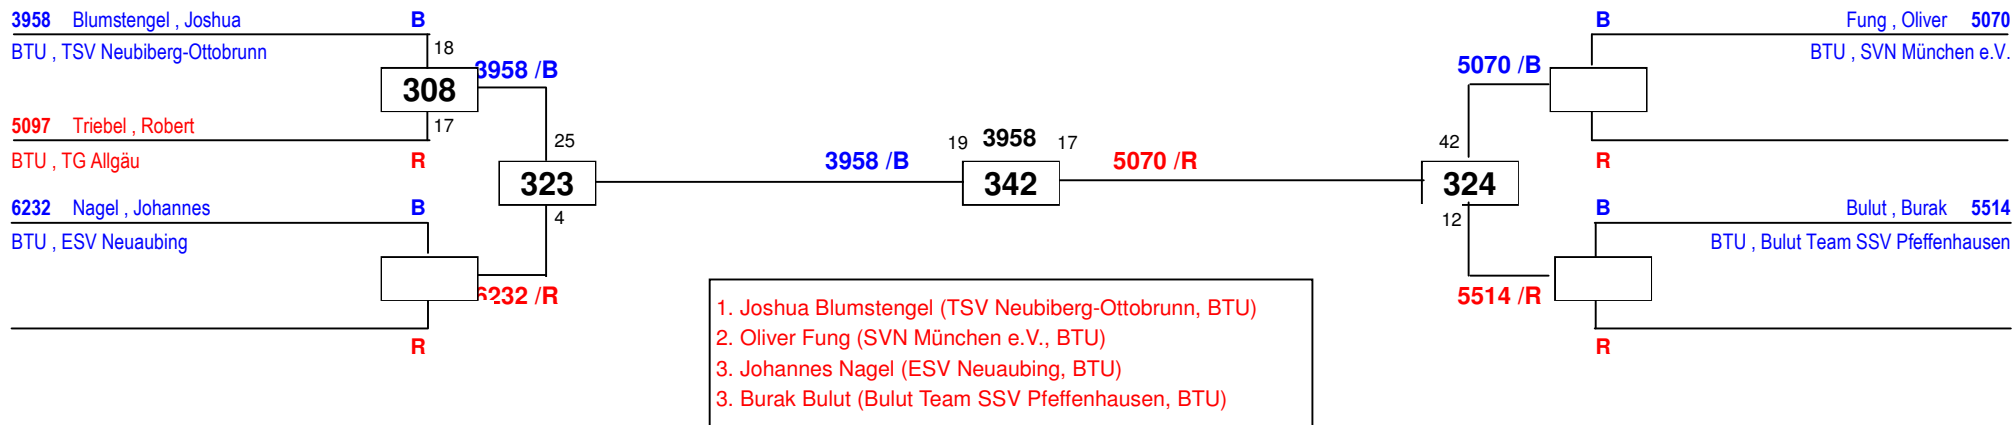 3958 Blumstengel , Joshua B
BTU , TSV Neubiberg-Ottobrunn
18
3958 /B
308
5097 Triebel , Robert
17
BTU , TG Allgäu R
25
323
6232 Nagel , Johannes B
4
BTU , ESV Neuaubing
6232 /R
R
3958 /B
19 3958 17
342
5070 /R
B Fung , Oliver 5070
BTU , SVN München e.V.
5070 /B
42
R
324
12
B Bulut , Burak 5514
BTU , Bulut Team SSV Pfeffenhausen
5514 /R
R
1. Joshua Blumstengel (TSV Neubiberg-Ottobrunn, BTU)
2. Oliver Fung (SVN München e.V., BTU)
3. Johannes Nagel (ESV Neuaubing, BTU)
3. Burak Bulut (Bulut Team SSV Pfeffenhausen, BTU)